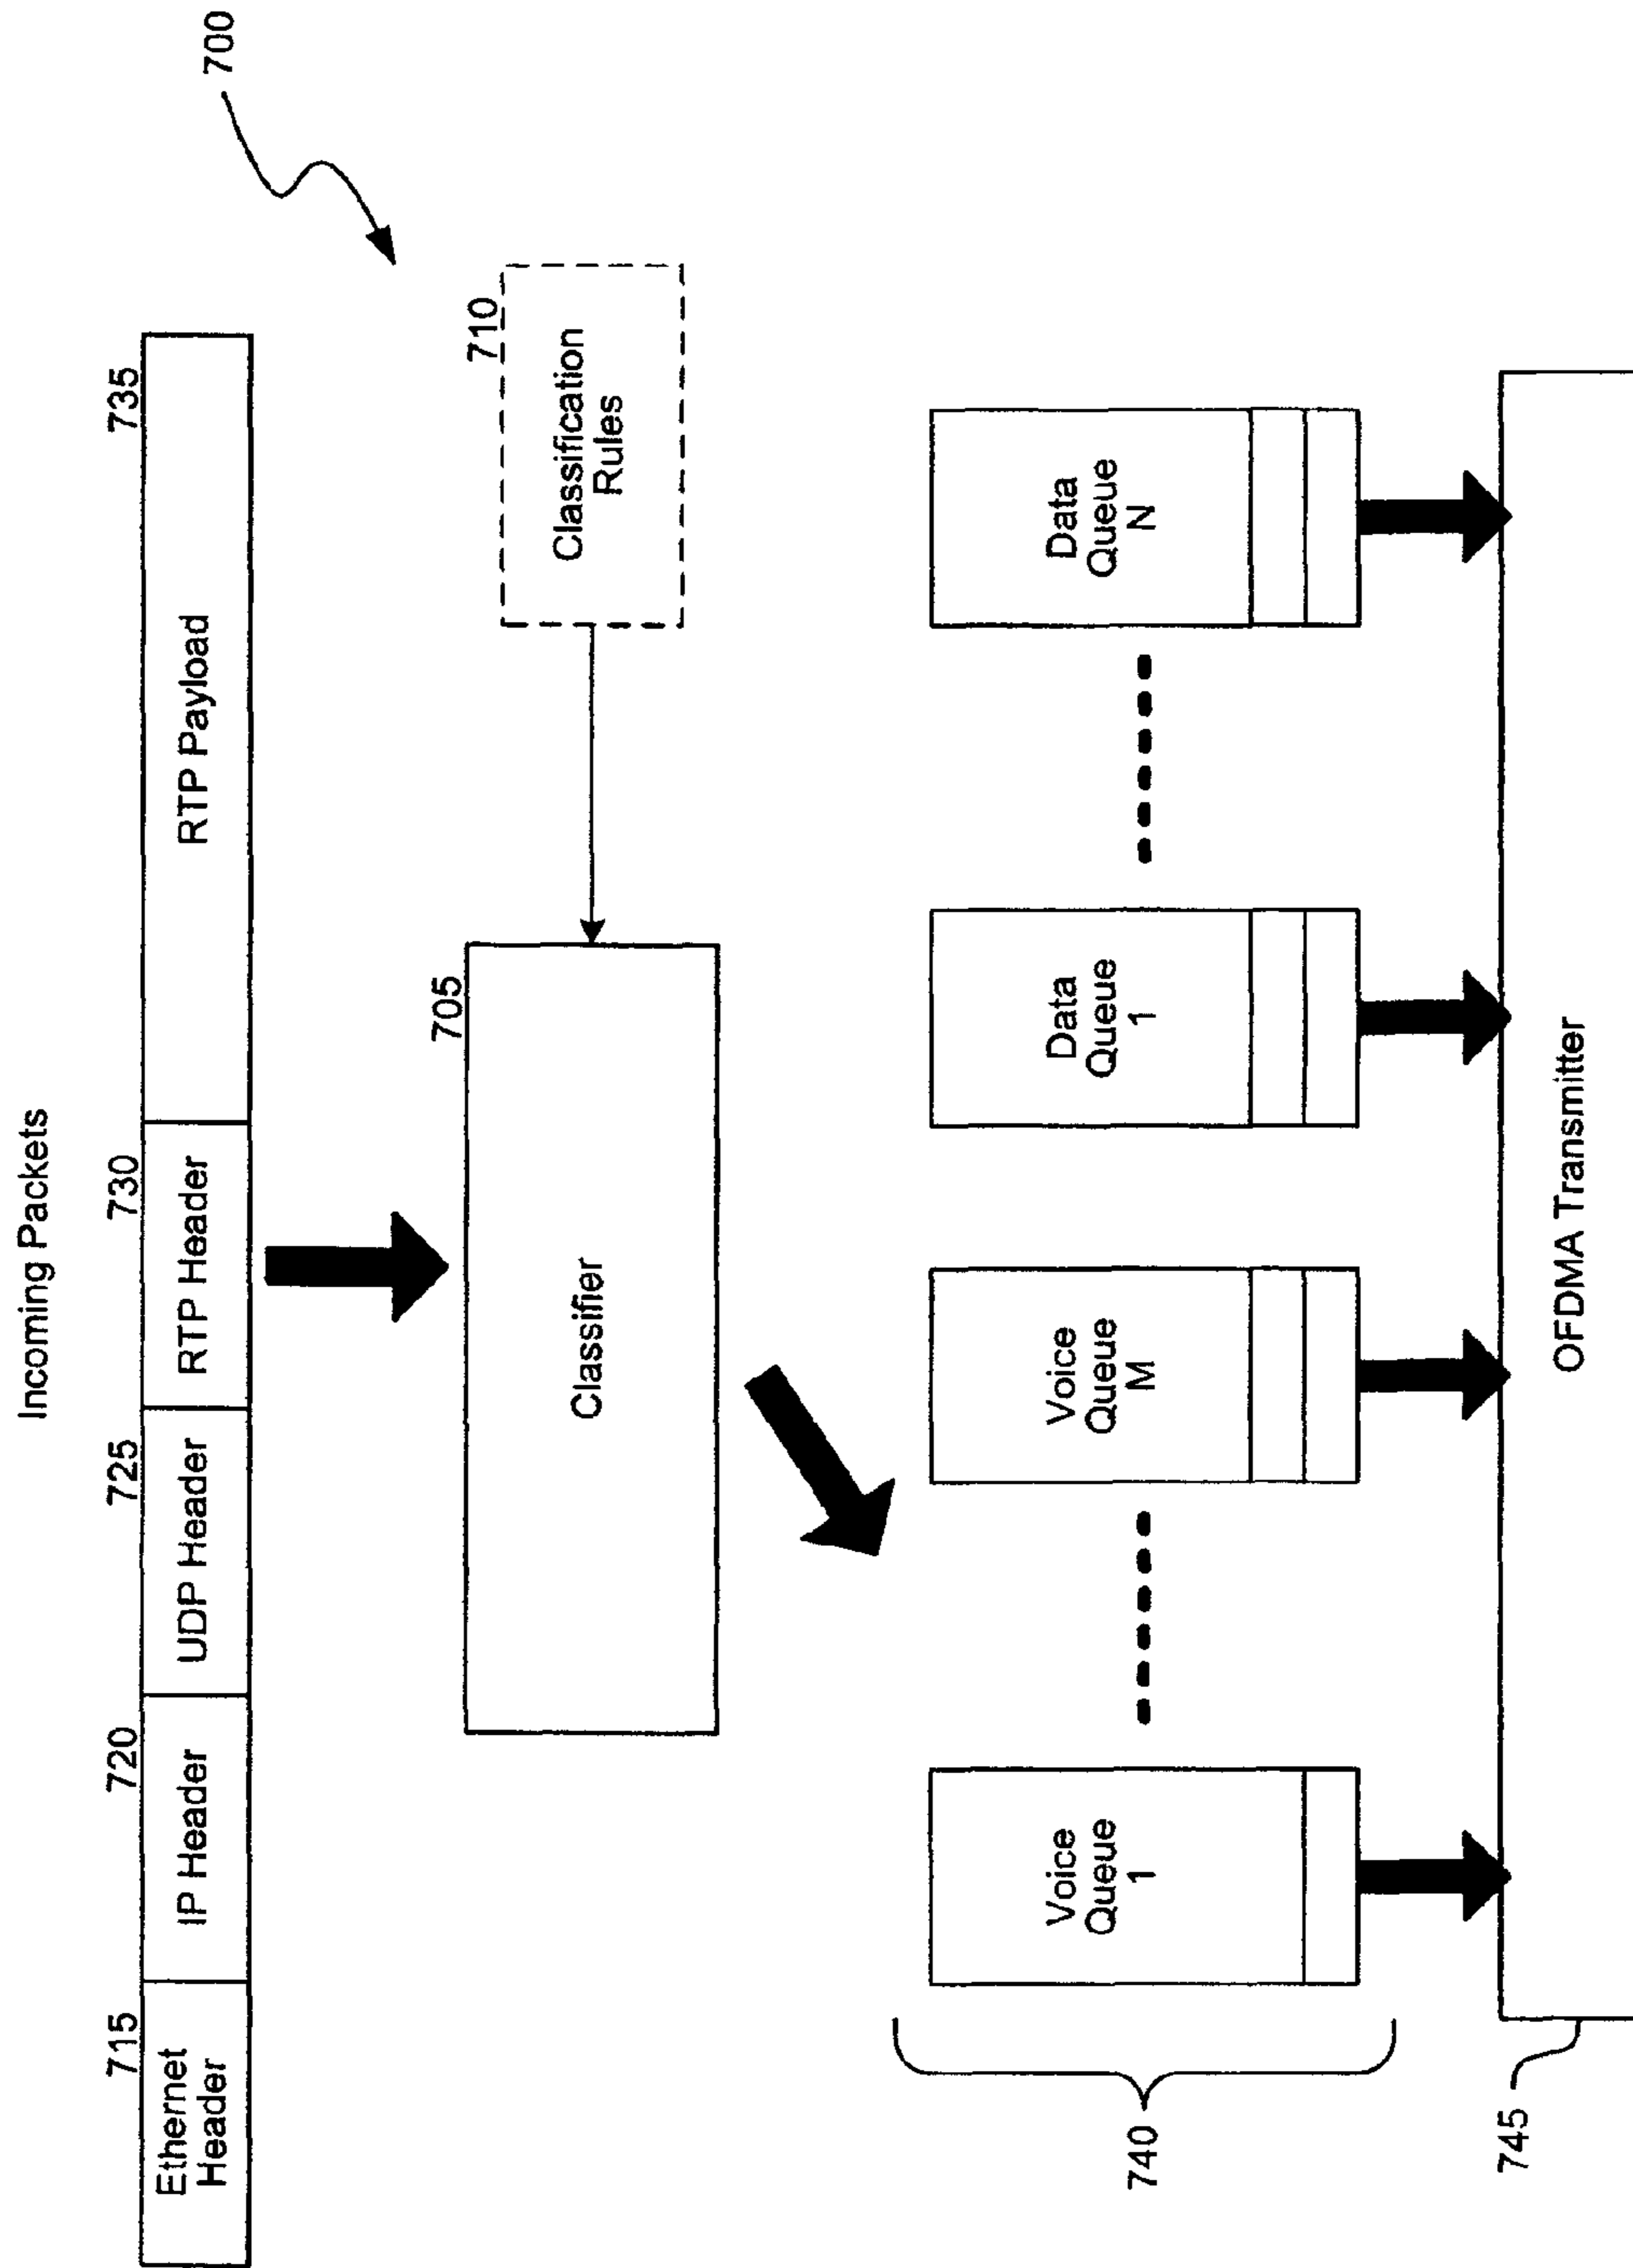 Incoming Packets
715
720
725
730
735
Ethernet
Header
IP Header
UDP Header
RTP Header
RTP Payload
700
705
Classifier
710
Classification
Rules
740
Voice
Queue
1
Voice
Queue
M
Data
Queue
1
Data
Queue
N
745
OFDMA Transmitter